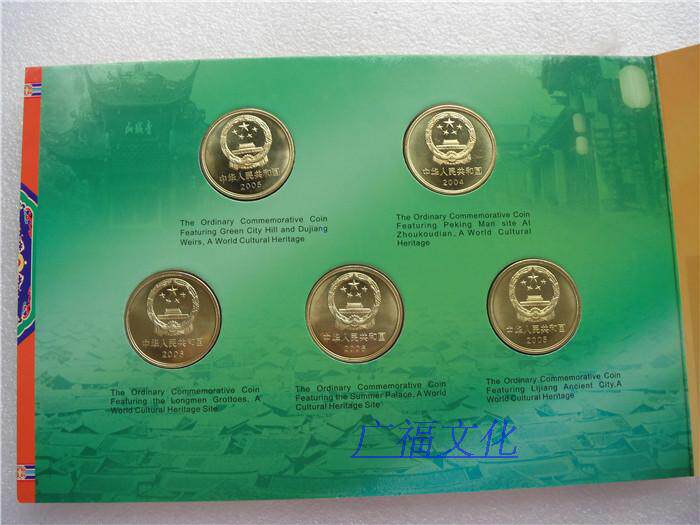 中华人民共和国
2005
中华人民共和国
2004
The Ordinary Commemorative Coin
Featuring Green City Hill and Dujiang
Weirs, A World Cultural Heritage
The Ordinary Commemorative Coin
Featuring Peking Man site At
Zhoukoudian, A World Cultural
Heritage
中华人民共和国
中华人民共和国
中华人民共和国
2005
The Ordinary Commemorative Coin
Featuring the Longmen Grottoes, A
World Cultural Heritage Site
The Ordinary Commemorative Coin
Featuring the Summer Palace, A World
Cultural Heritage Site
The Ordinary Commemorative Coin
Featuring Lijiang Ancient City,A
World Cultural Heritage
广福文化